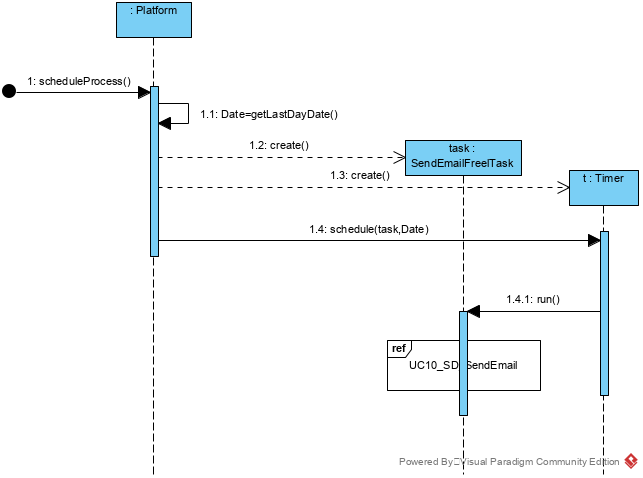 : Platform
1: scheduleProcess()
1.1: Date=getLastDayDate()
1.2: create()
task :
SendEmailFreelTask
1.3: create()
t : Timer
1.4: schedule(task,Date)
1.4.1: run()
ref
UC10_SD_SendEmail
Powered By Visual Paradigm Community Edition